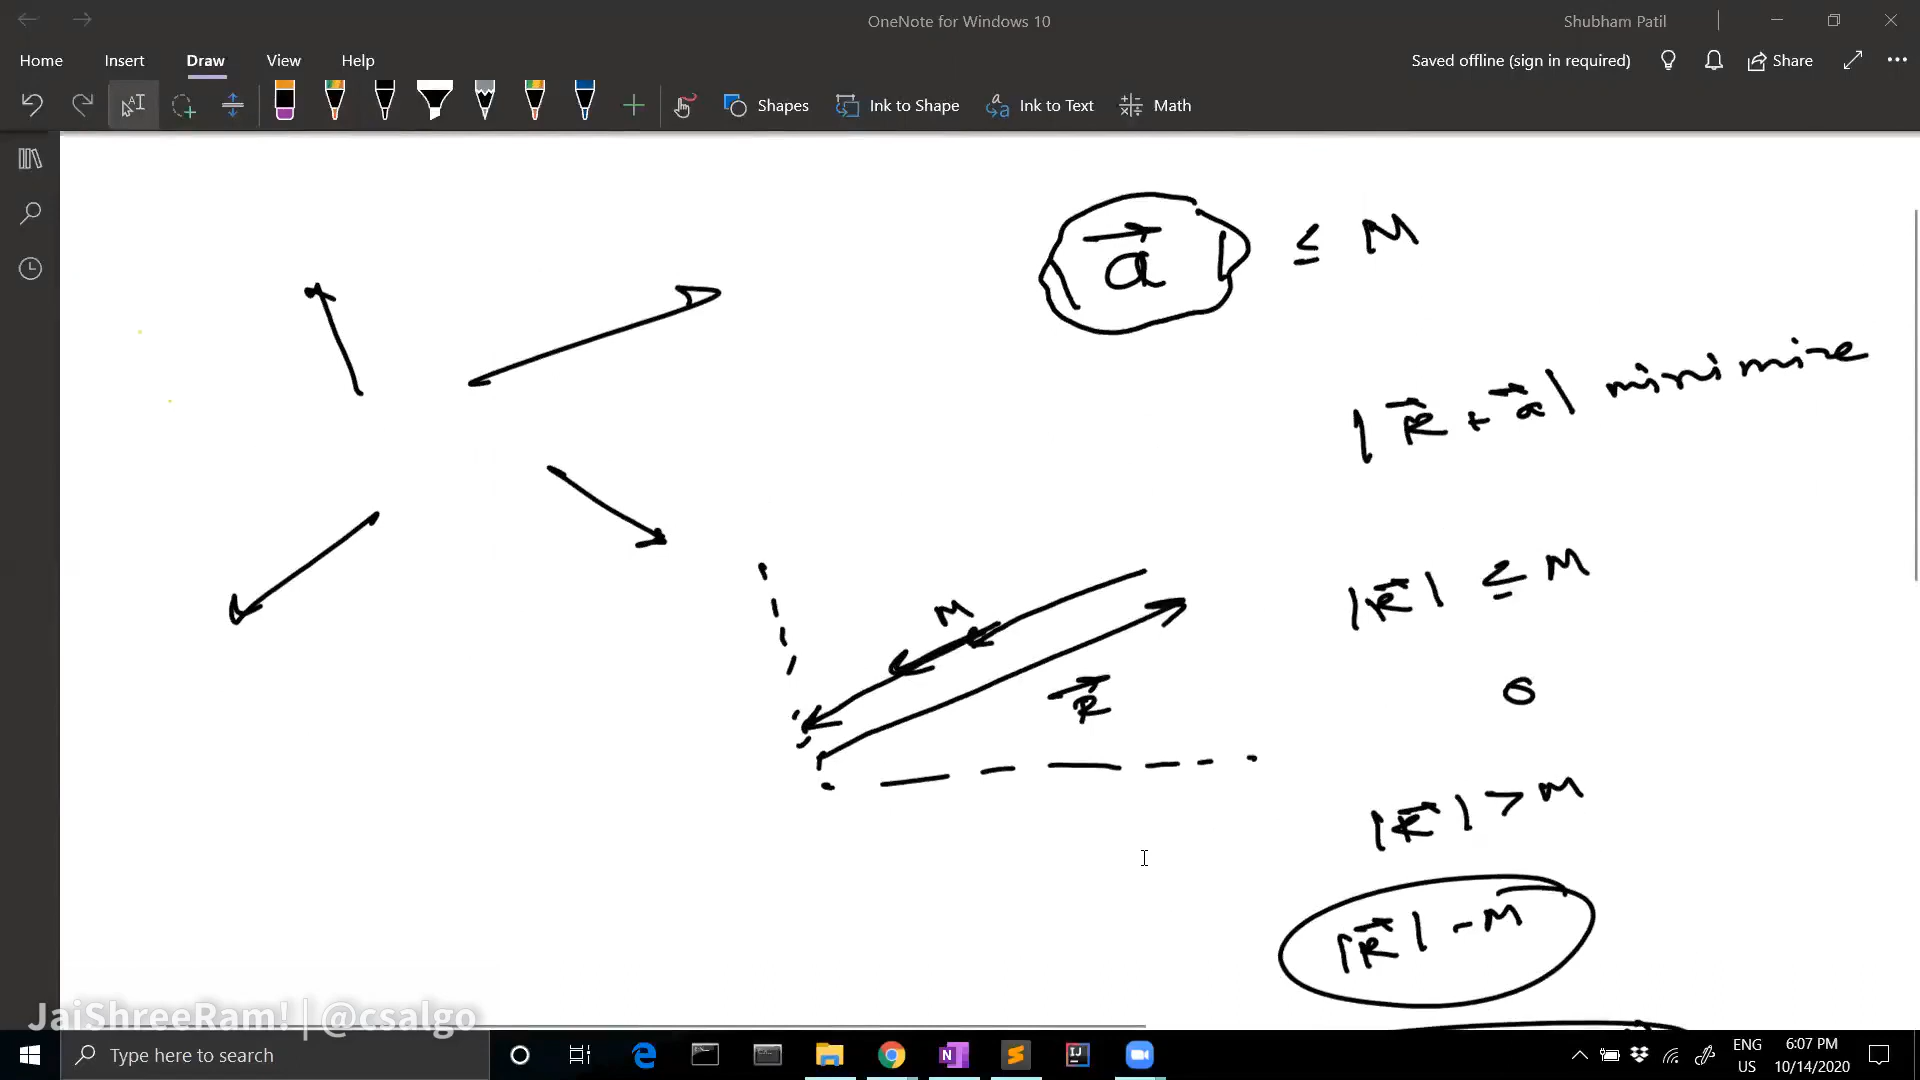 OneNote for Windows 10
Shubham Patil
Home Insert Draw View Help
Saved offline (sign in required)
Share
Shapes Ink to Shape Ink to Text Math
|a| ≤ M
|R + a| minimize
|R| ≤ M
M
R
0
|R| > M
|R| - M
JaiShreeRam! | @csalgo
Type here to search
ENG
US
6:07 PM
10/14/2020